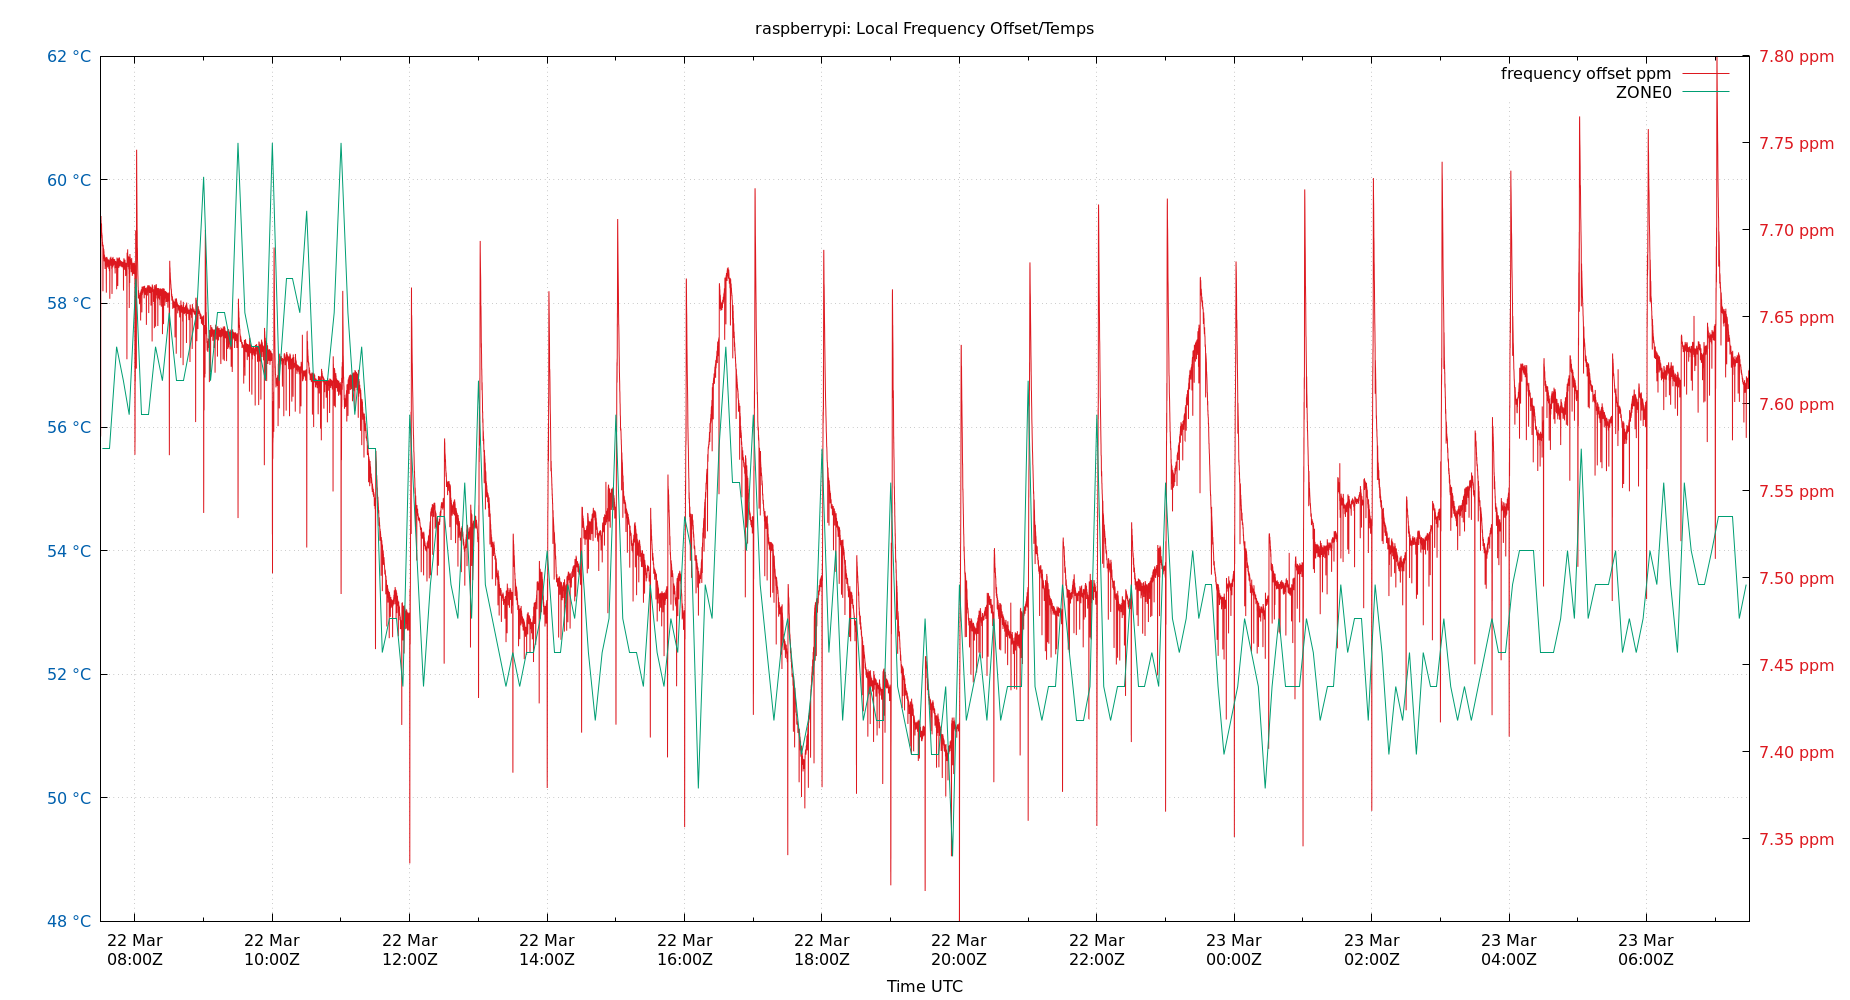 raspberrypi: Local Frequency Offset/Temps
62 °C
60 °C
58 °C
56 °C
54 °C
52 °C
50 °C
48 °C
7.80 ppm
7.75 ppm
7.70 ppm
7.65 ppm
7.60 ppm
7.55 ppm
7.50 ppm
7.45 ppm
7.40 ppm
7.35 ppm
frequency offset ppm
ZONE0
22 Mar
08:00Z
22 Mar
10:00Z
22 Mar
12:00Z
22 Mar
14:00Z
22 Mar
16:00Z
22 Mar
18:00Z
22 Mar
20:00Z
22 Mar
22:00Z
23 Mar
00:00Z
23 Mar
02:00Z
23 Mar
04:00Z
23 Mar
06:00Z
Time UTC